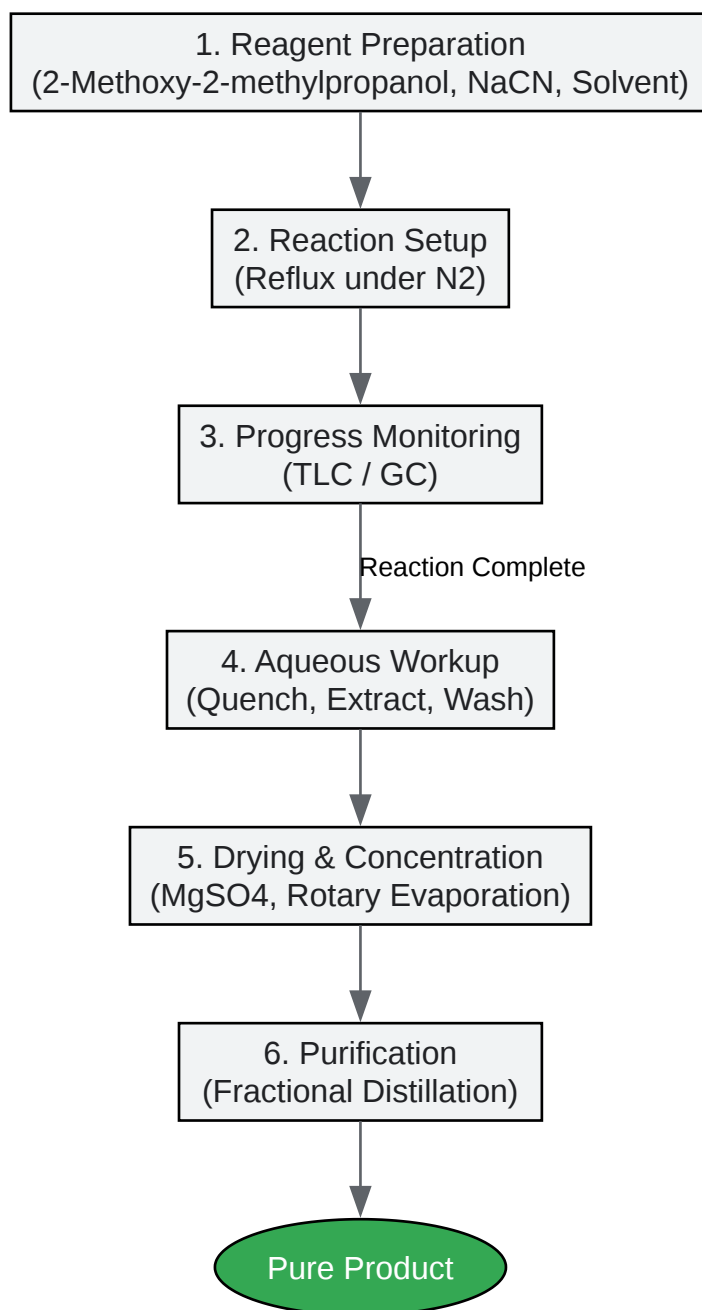 1. Reagent Preparation
(2-Methoxy-2-methylpropanol, NaCN, Solvent)
2. Reaction Setup
(Reflux under N2)
3. Progress Monitoring
(TLC / GC)
Reaction Complete
4. Aqueous Workup
(Quench, Extract, Wash)
5. Drying & Concentration
(MgSO4, Rotary Evaporation)
6. Purification
(Fractional Distillation)
Pure Product